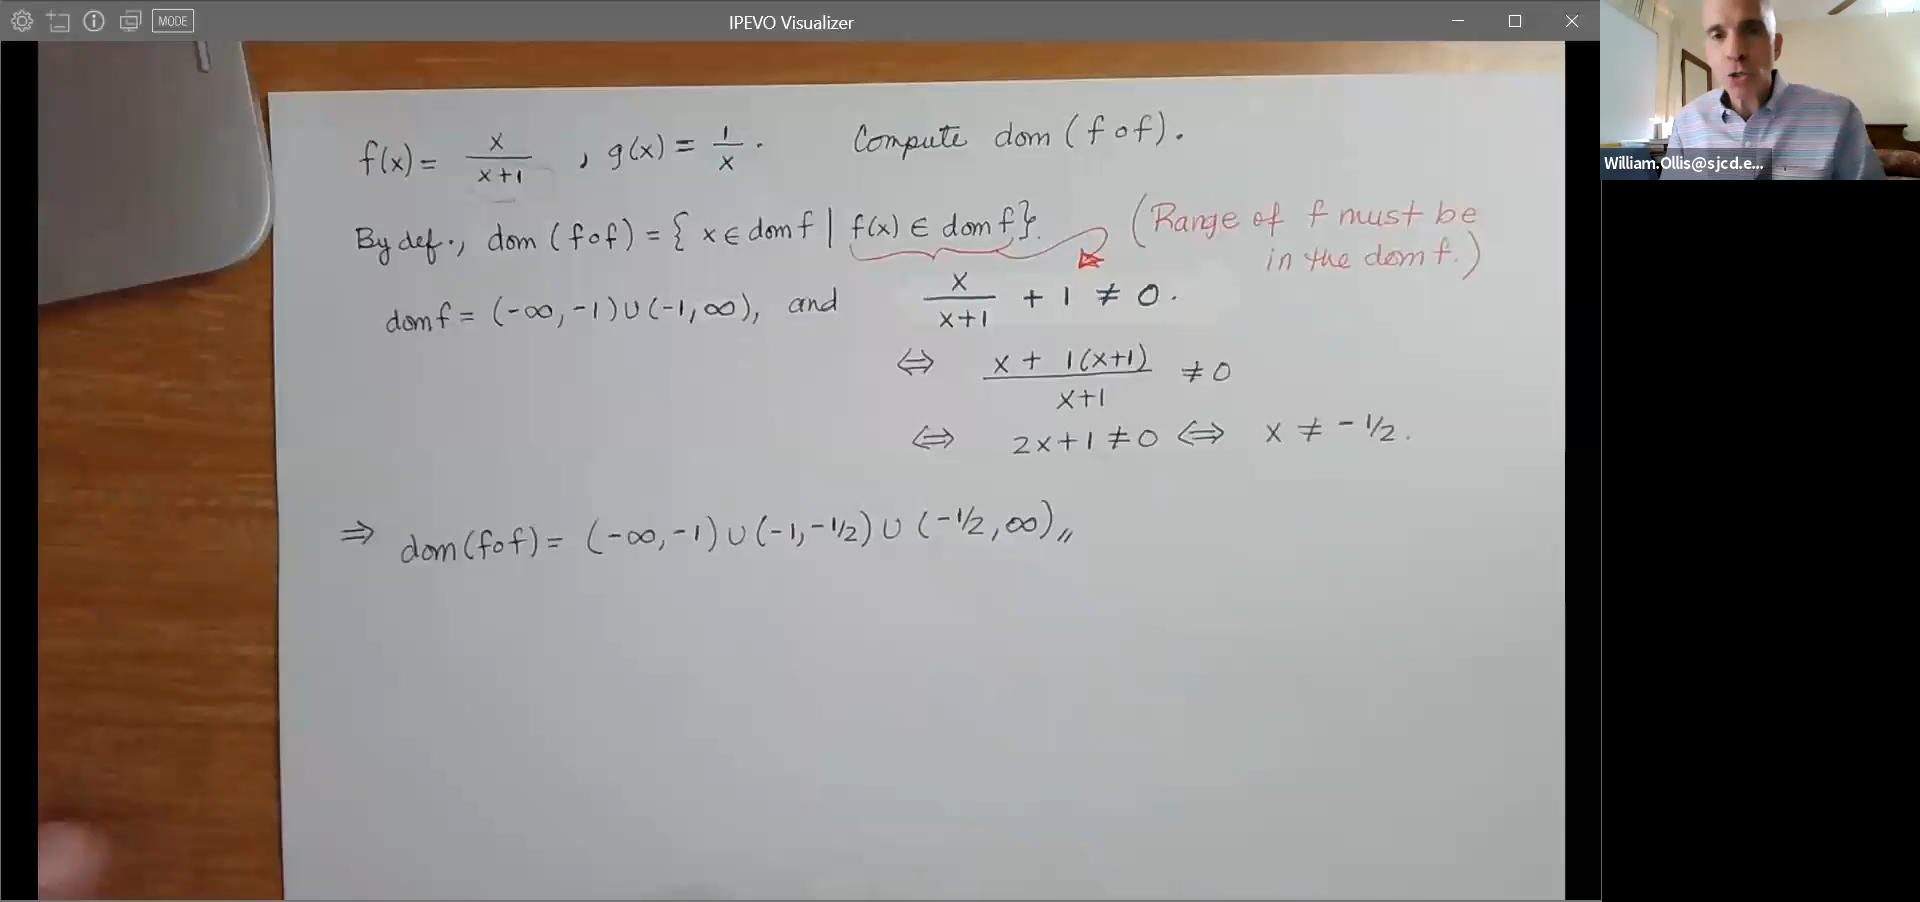 MODE
IPEVO Visualizer
William.Ollis@sjcd.e...
f(x) = x/(x+1) , g(x) = 1/x . Compute dom (f∘f).
By def., dom (f∘f) = { x ∈ dom f | f(x) ∈ dom f }. (Range of f must be
in the dom f.)
dom f = (-∞, -1) ∪ (-1, ∞), and x/(x+1) + 1 ≠ 0.
⇔ (x + 1(x+1))/(x+1) ≠ 0
⇔ 2x+1 ≠ 0 ⇔ x ≠ -1/2.
⇒ dom(f∘f) = (-∞, -1) ∪ (-1, -1/2) ∪ (-1/2, ∞),,